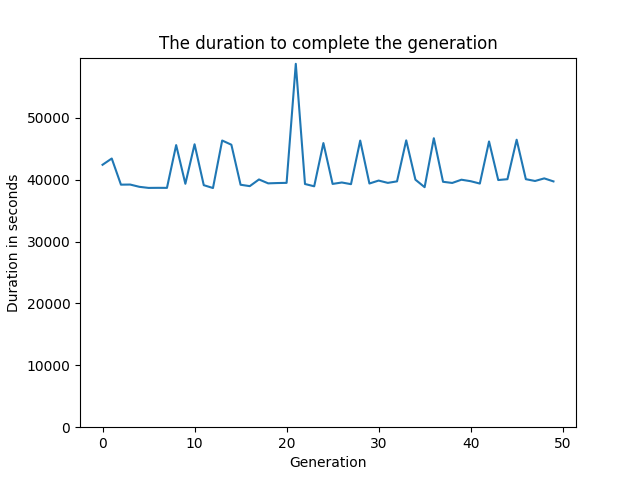 The duration to complete the generation
Duration in seconds
50000
40000
30000
20000
10000
0
0 10 20 30 40 50
Generation